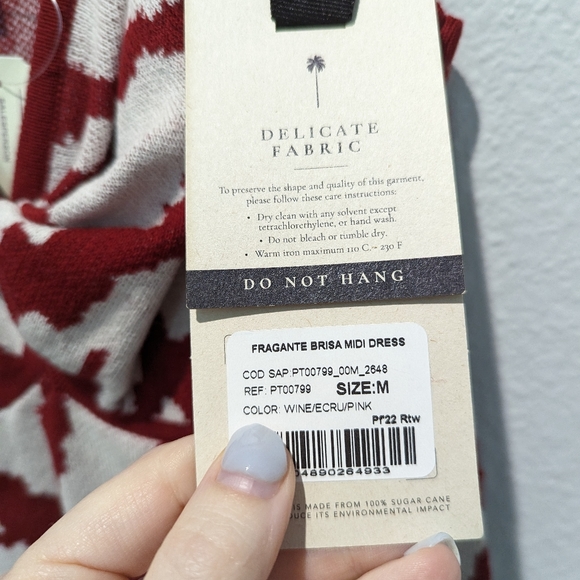 DELICATE
FABRIC
To preserve the shape and quality of this garment,
please follow these care instructions:
• Dry clean with any solvent except
tetrachlorethylene, or hand wash.
• Do not bleach or tumble dry.
• Warm iron maximum 110 C.- 230 F
DO NOT HANG
FRAGANTE BRISA MIDI DRESS
COD SAP:PT00799_00M_2648
REF: PT00799 SIZE:M
COLOR: WINE/ECRU/PINK
Pf22 Rtw
04890264933
IS MADE FROM 100% SUGAR CANE
UCE ITS ENVIRONMENTAL IMPACT